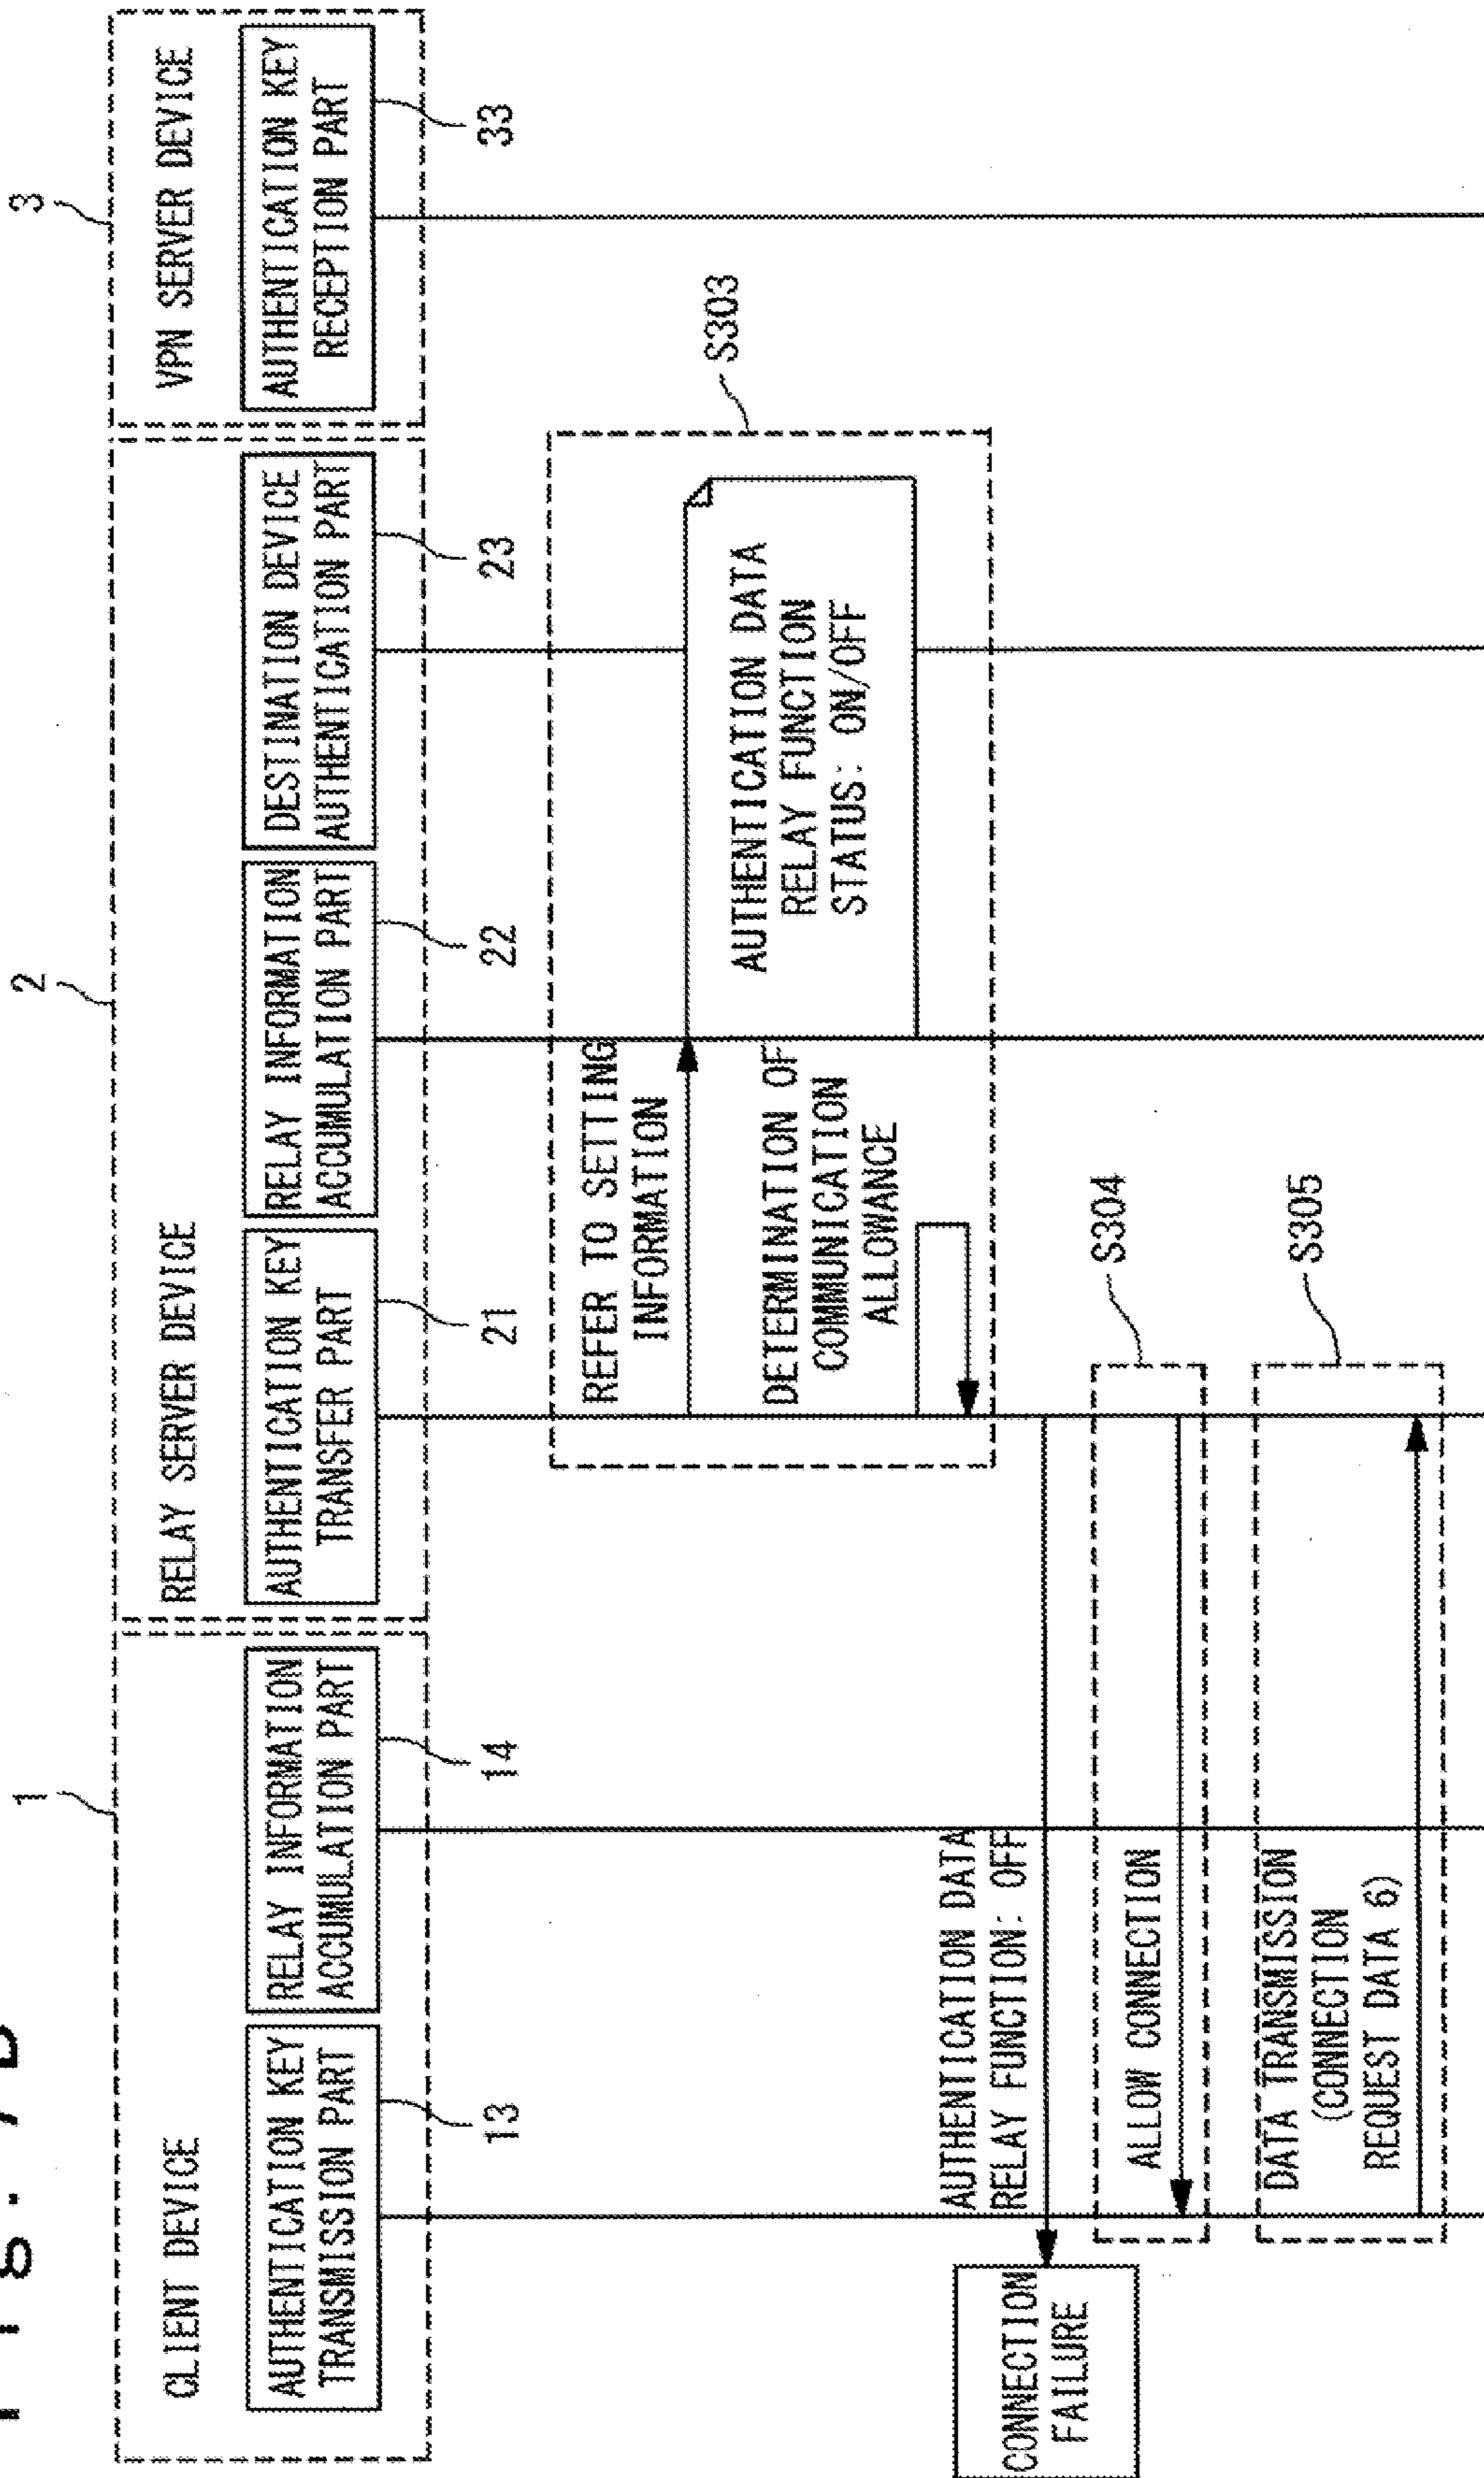 1
2
3
CLIENT DEVICE
RELAY SERVER DEVICE
VPN SERVER DEVICE
AUTHENTICATION KEY
TRANSMISSION PART
RELAY INFORMATION
ACCUMULATION PART
AUTHENTICATION KEY
TRANSFER PART
RELAY INFORMATION
ACCUMULATION PART
DESTINATION DEVICE
AUTHENTICATION PART
AUTHENTICATION KEY
RECEPTION PART
13
14
21
22
23
33
REFER TO SETTING
INFORMATION
AUTHENTICATION DATA
RELAY FUNCTION
STATUS: ON/OFF
S303
DETERMINATION OF
COMMUNICATION
ALLOWANCE
AUTHENTICATION DATA
RELAY FUNCTION: OFF
CONNECTION
FAILURE
ALLOW CONNECTION
S304
DATA TRANSMISSION
(CONNECTION
REQUEST DATA 6)
S305